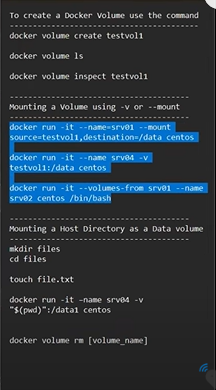 To create a Docker Volume use the command
-----------------------------------------
docker volume create testvol1
docker volume ls
docker volume inspect testvol1
-----------------------------------------
Mounting a Volume using -v or --mount
-----------------------------------------
docker run -it --name=srv01 --mount
source=testvol1,destination=/data centos
docker run -it --name srv04 -v
testvol1:/data centos
docker run -it --volumes-from srv01 --name
srv02 centos /bin/bash
-----------------------------------------
Mounting a Host Directory as a Data volume
-----------------------------------------
mkdir files
cd files
touch file.txt
docker run -it –name srv04 -v
"$(pwd)":/data1 centos
docker volume rm [volume_name]